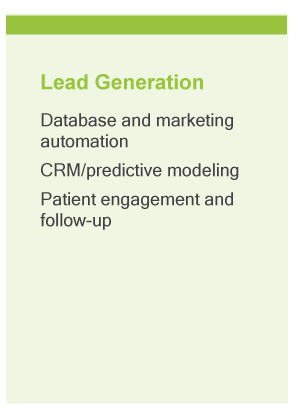 Lead Generation
Database and marketing
automation
CRM/predictive modeling
Patient engagement and
follow-up